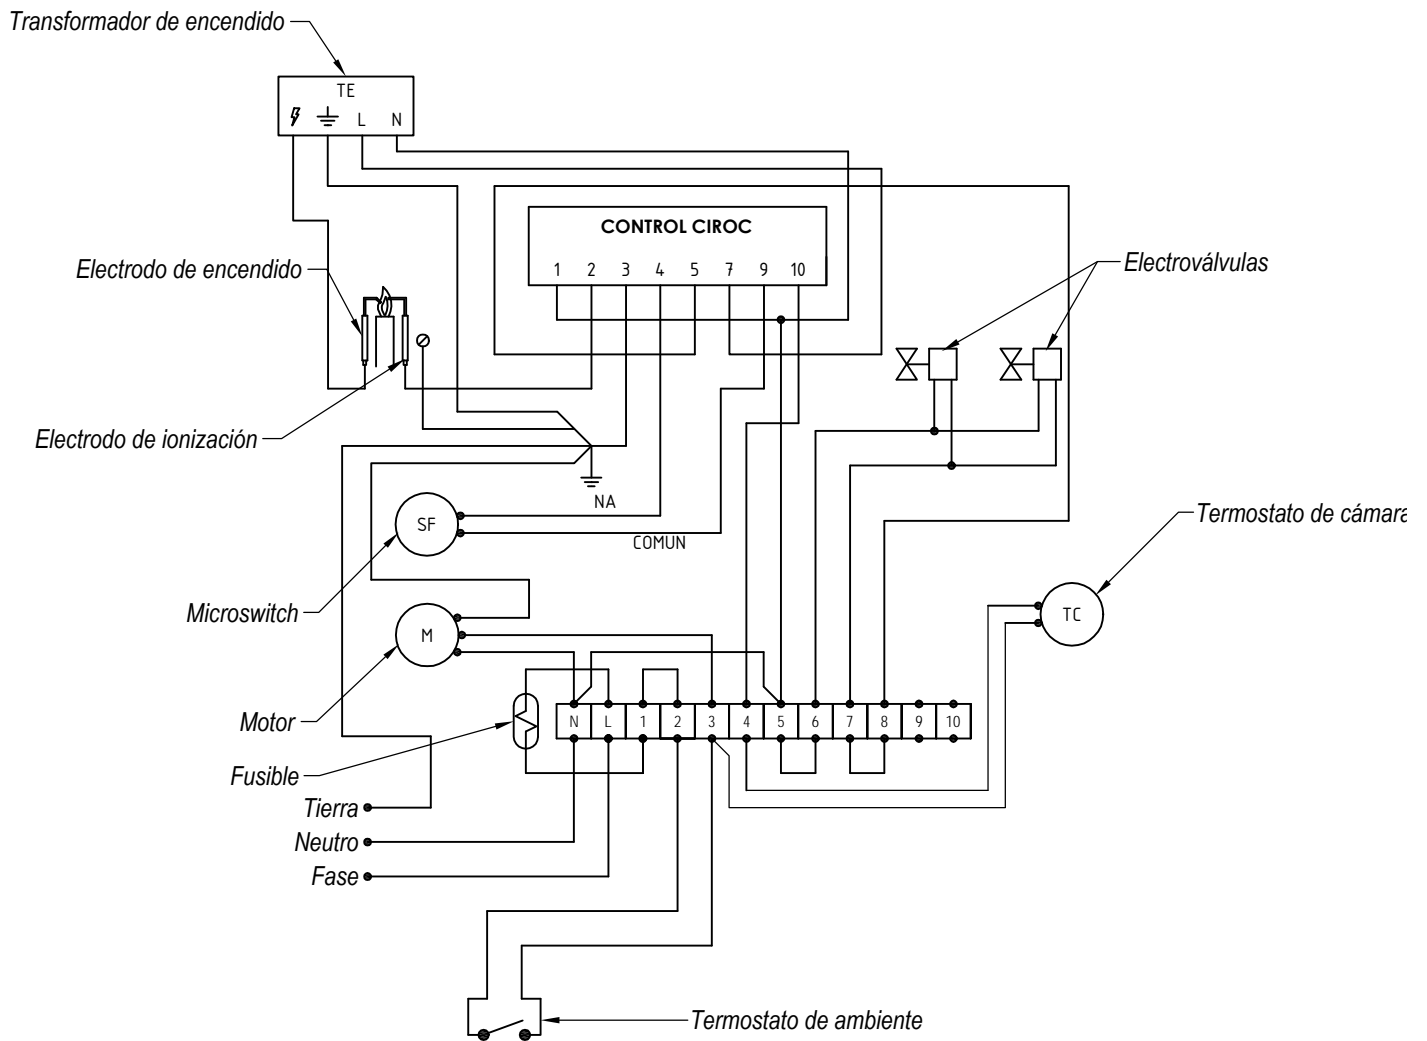 Transformador de encendido
TE
L N
CONTROL CIROC
1 2 3 4 5 7 9 10
Electrodo de encendido
Electroválvulas
Electrodo de ionización
NA
SF
COMUN
Termostato de cámara
Microswitch
TC
M
Motor
N L 1 2 3 4 5 6 7 8 9 10
Fusible
Tierra
Neutro
Fase
Termostato de ambiente